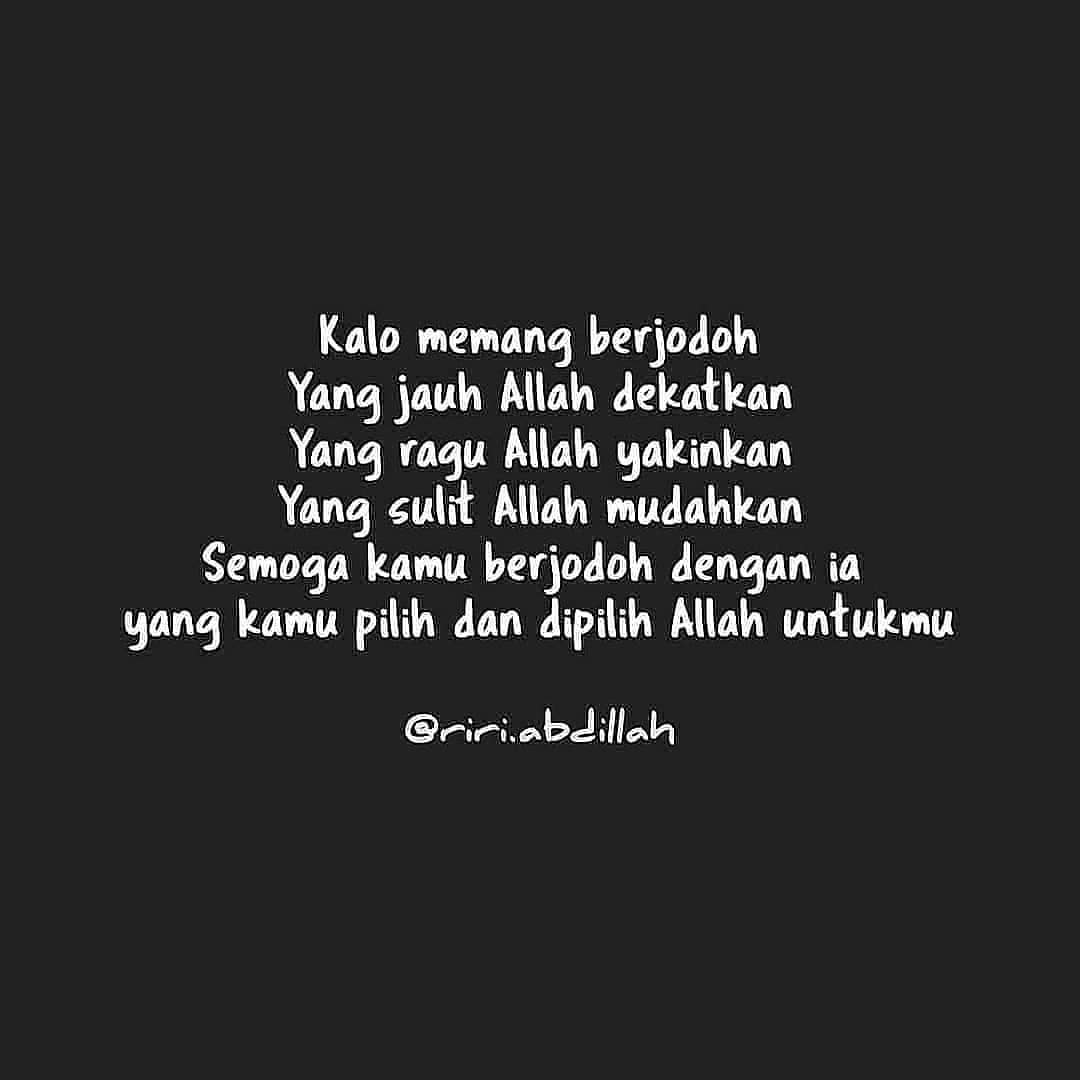 Kalo memang berjodoh
Yang jauh Allah dekatkan
Yang ragu Allah yakinkan
Yang sulit Allah mudahkan
Semoga kamu berjodoh dengan ia
yang kamu pilih dan dipilih Allah untukmu
@riri.abdillah